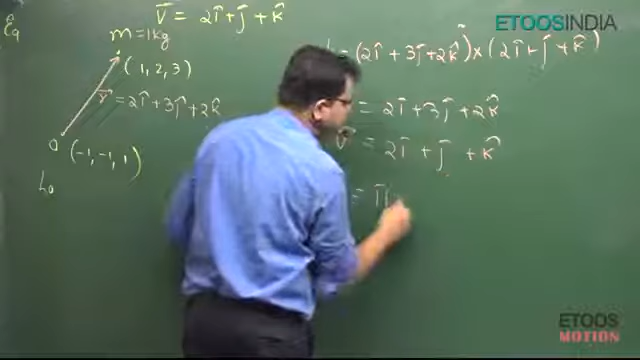 Eg
V̄ = 2î + ĵ + k̂
m = 1kg
(1, 2, 3)
r̄ = 2î + 3ĵ + 2k̂
O (-1, -1, 1)
L₀
= (2î + 3ĵ + 2k̂) × (2î + ĵ + k̂)
= 2î + 3ĵ + 2k̂
V̄ = 2î + ĵ + k̂
=
ETOOSINDIA
ETOOS
MOTION